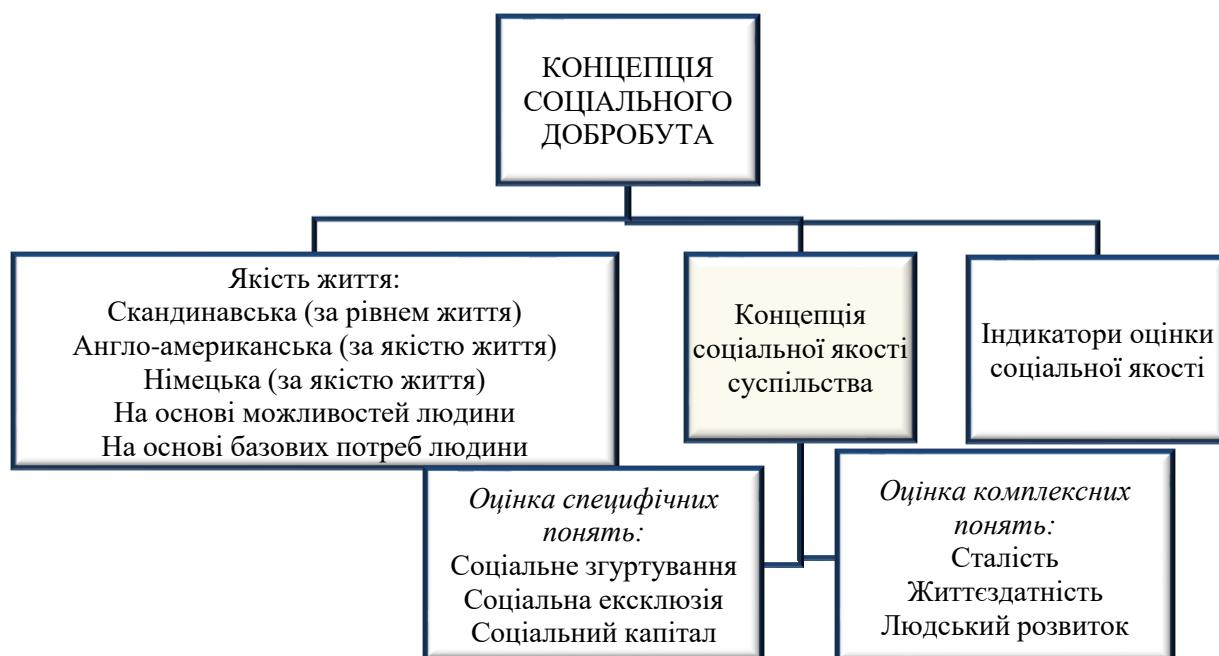 КОНЦЕПЦІЯ
СОЦІАЛЬНОГО
ДОБРОБУТА
Якість життя:
Скандинавська (за рівнем життя)
Англо-американська (за якістю життя)
Німецька (за якістю життя)
На основі можливостей людини
На основі базових потреб людини
Концепція
соціальної якості
суспільства
Індикатори оцінки
соціальної якості
Оцінка специфічних
понять:
Соціальне згуртування
Соціальна ексклюзія
Соціальний капітал
Оцінка комплексних
понять:
Сталість
Життєздатність
Людський розвиток